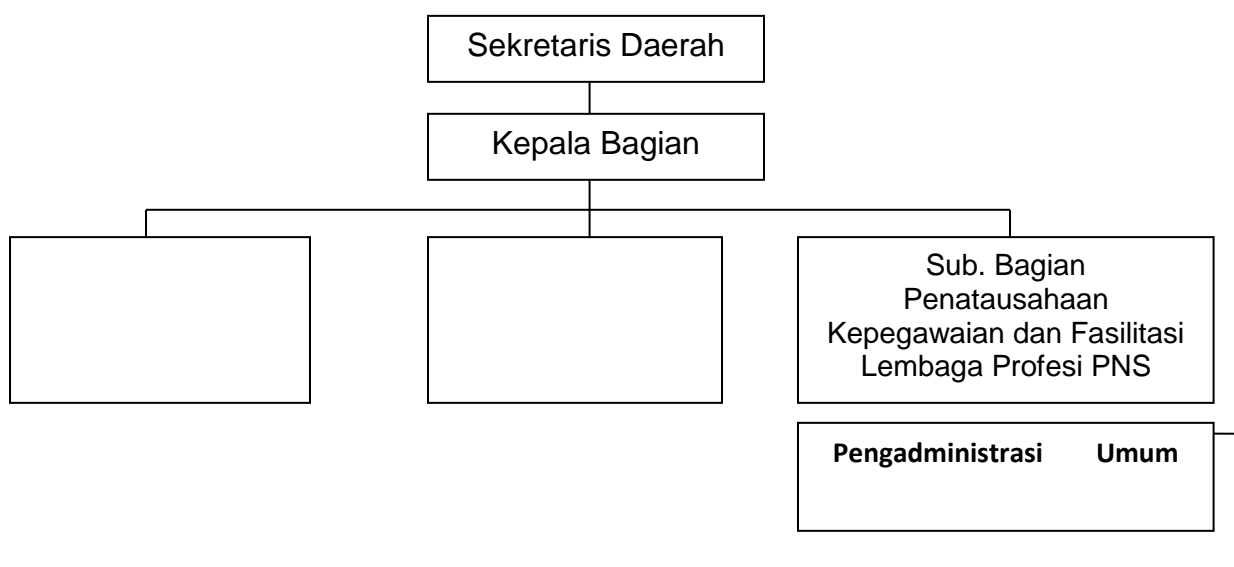 Sekretaris Daerah
Kepala Bagian
Sub. Bagian
Penatausahaan
Kepegawaian dan Fasilitasi
Lembaga Profesi PNS
Pengadministrasi Umum